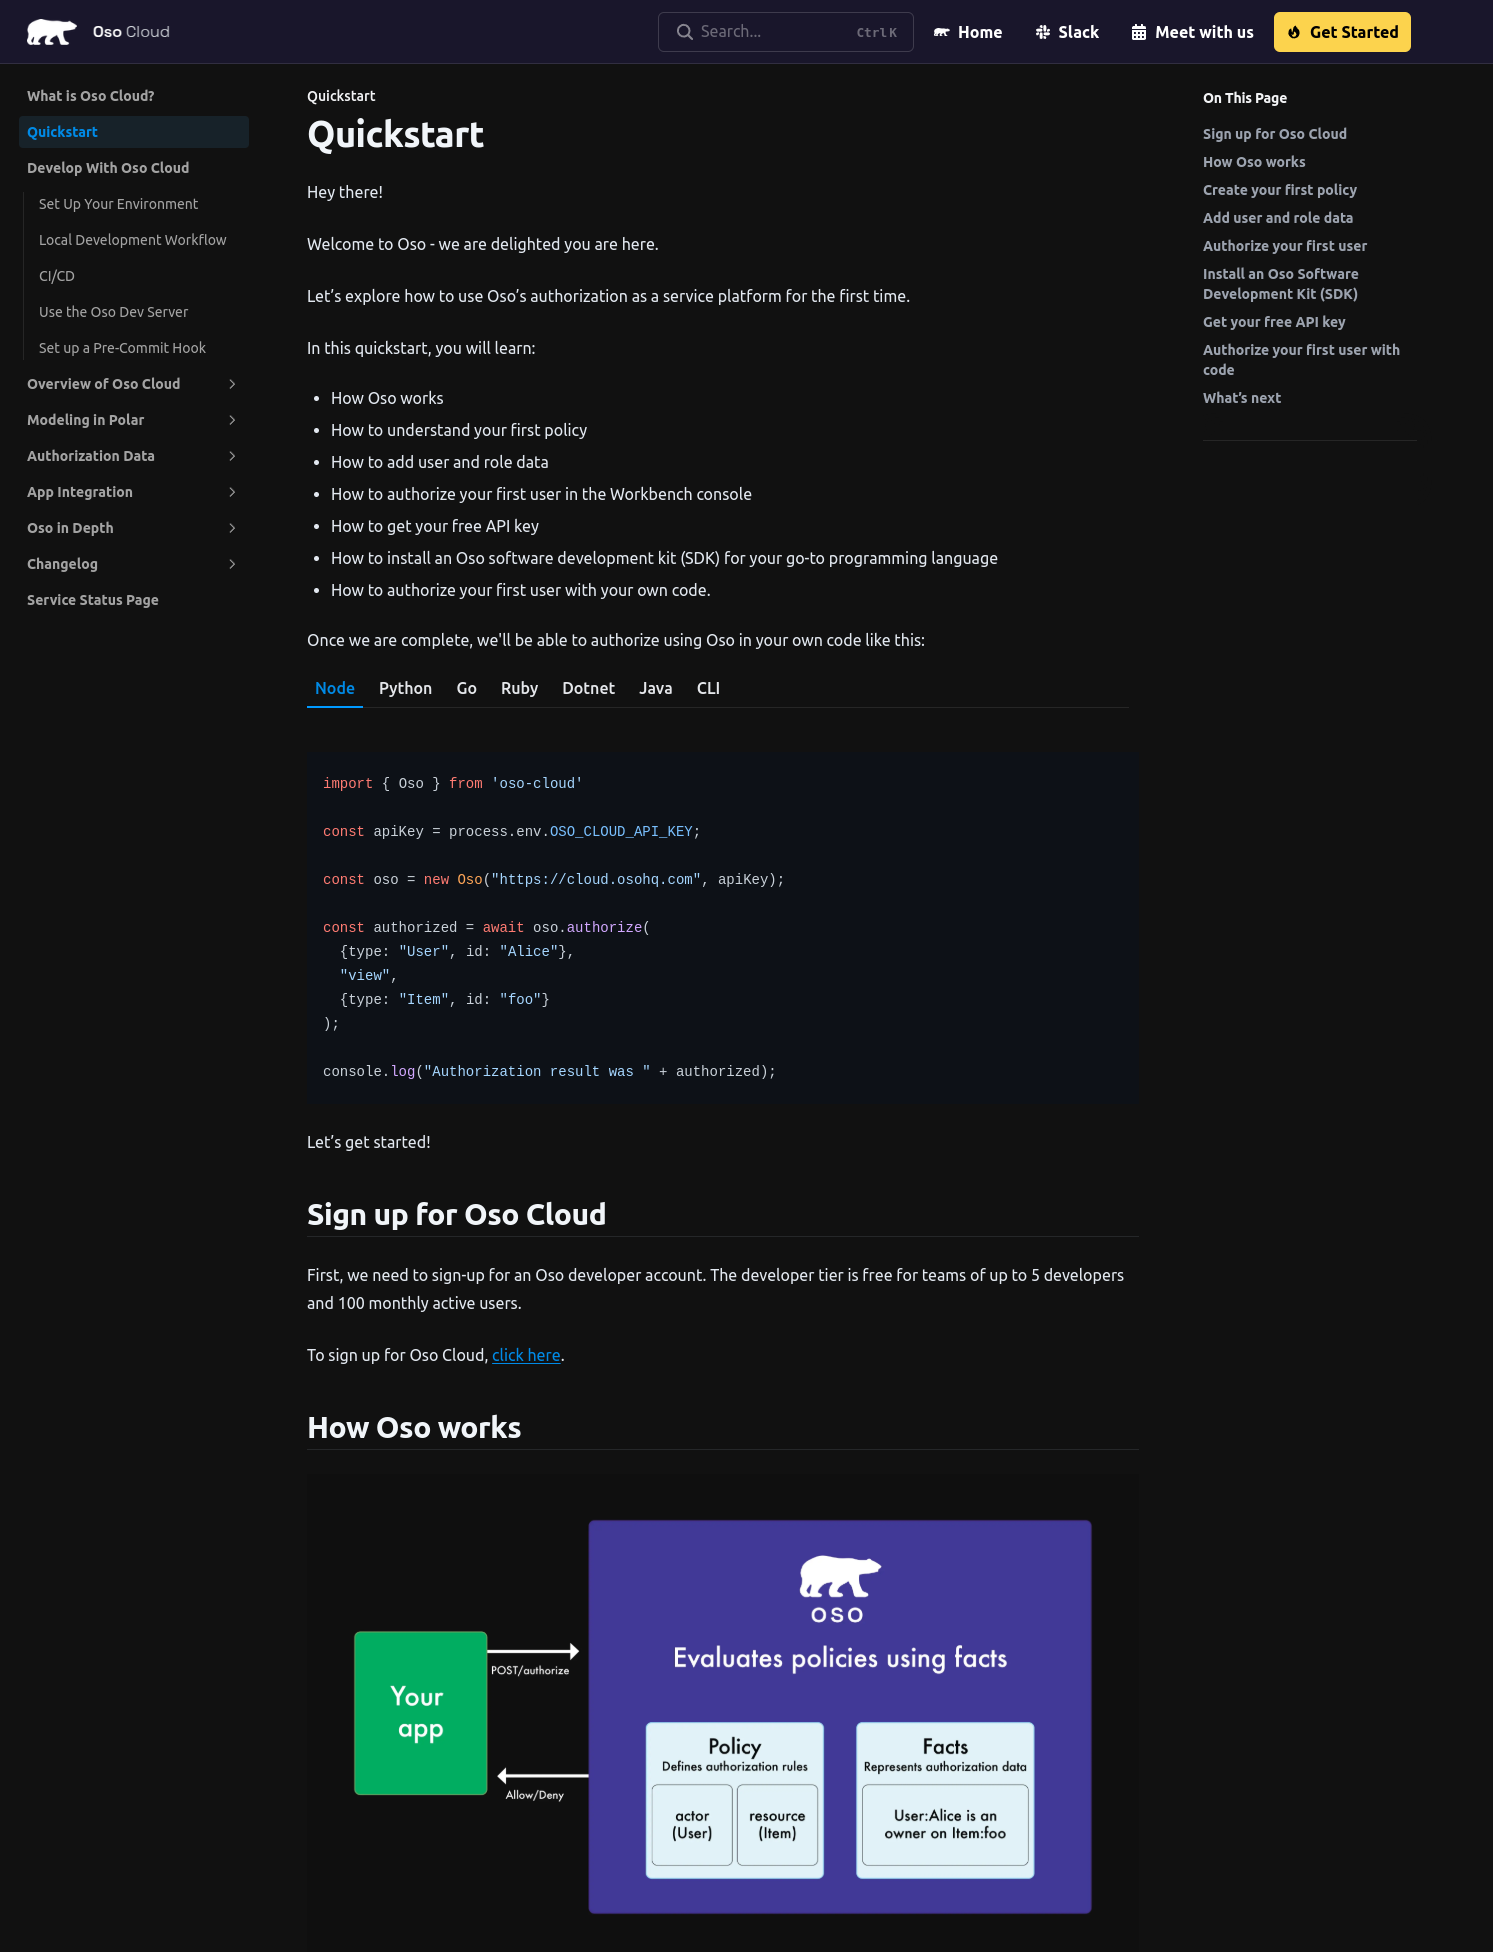 Oso Cloud
Search...
Ctrl K
Home
Slack
Meet with us
Get Started
What is Oso Cloud?
Quickstart
Develop With Oso Cloud
Set Up Your Environment
Local Development Workflow
CI/CD
Use the Oso Dev Server
Set up a Pre-Commit Hook
Overview of Oso Cloud
Modeling in Polar
Authorization Data
App Integration
Oso in Depth
Changelog
Service Status Page
Quickstart
Quickstart
Hey there!
Welcome to Oso - we are delighted you are here.
Let’s explore how to use Oso’s authorization as a service platform for the first time.
In this quickstart, you will learn:
• How Oso works
• How to understand your first policy
• How to add user and role data
• How to authorize your first user in the Workbench console
• How to get your free API key
• How to install an Oso software development kit (SDK) for your go-to programming language
• How to authorize your first user with your own code.
Once we are complete, we'll be able to authorize using Oso in your own code like this:
Node Python Go Ruby Dotnet Java CLI
import { Oso } from 'oso-cloud'
const apiKey = process.env.OSO_CLOUD_API_KEY;
const oso = new Oso("https://cloud.osohq.com", apiKey);
const authorized = await oso.authorize(
  {type: "User", id: "Alice"},
  "view",
  {type: "Item", id: "foo"}
);
console.log("Authorization result was " + authorized);
Let’s get started!
Sign up for Oso Cloud
First, we need to sign-up for an Oso developer account. The developer tier is free for teams of up to 5 developers
and 100 monthly active users.
To sign up for Oso Cloud, click here.
How Oso works
OSO
Evaluates policies using facts
Your
app
POST/authorize
Allow/Deny
Policy
Defines authorization rules
actor
(User)
resource
(Item)
Facts
Represents authorization data
User:Alice is an
owner on Item:foo
On This Page
Sign up for Oso Cloud
How Oso works
Create your first policy
Add user and role data
Authorize your first user
Install an Oso Software
Development Kit (SDK)
Get your free API key
Authorize your first user with
code
What’s next